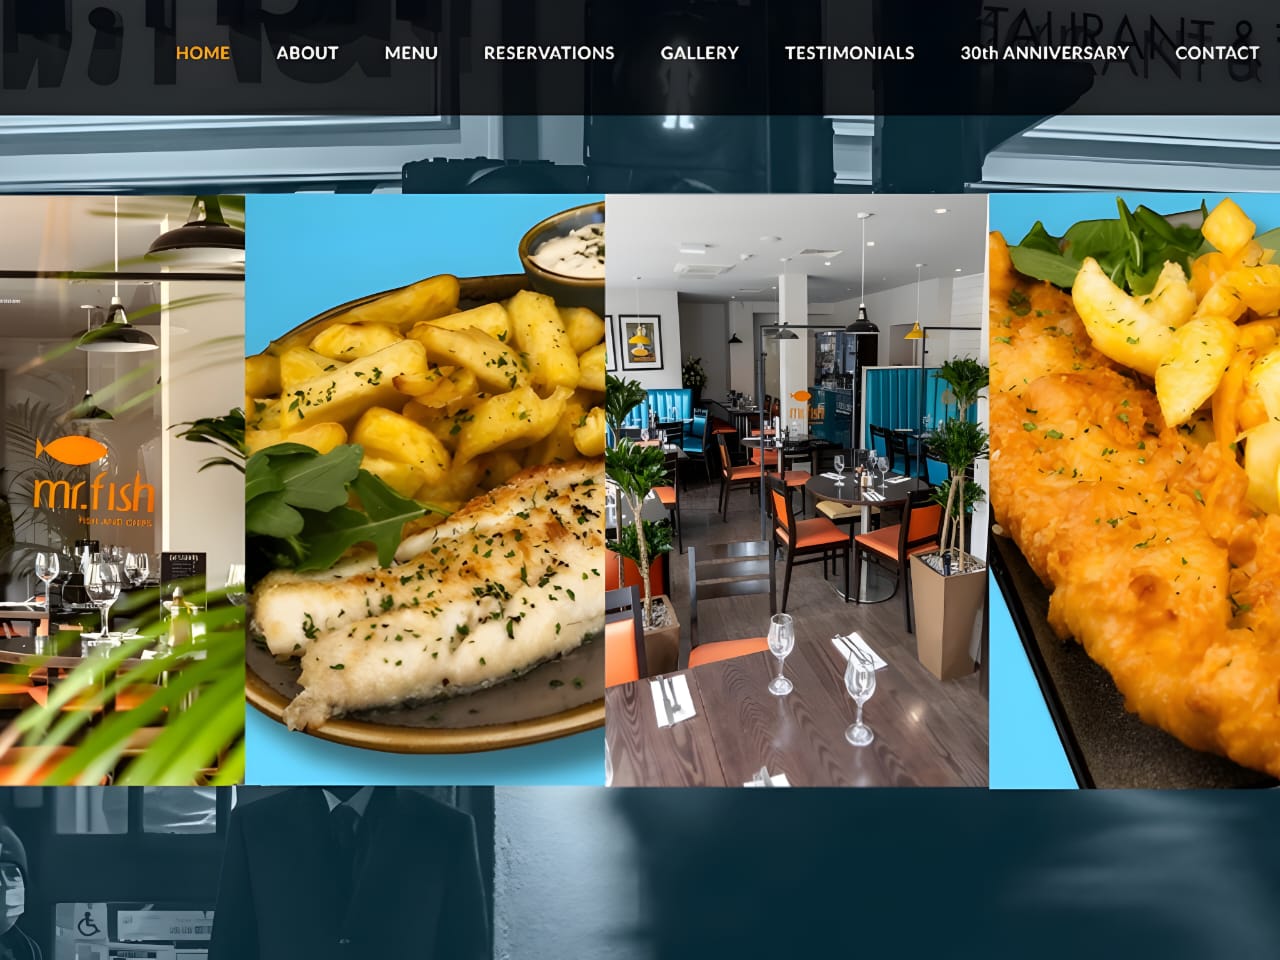 TAURANT &
HOME ABOUT MENU RESERVATIONS GALLERY TESTIMONIALS 30th ANNIVERSARY CONTACT
mr.fish
FISH AND CHIPS
mr.fish